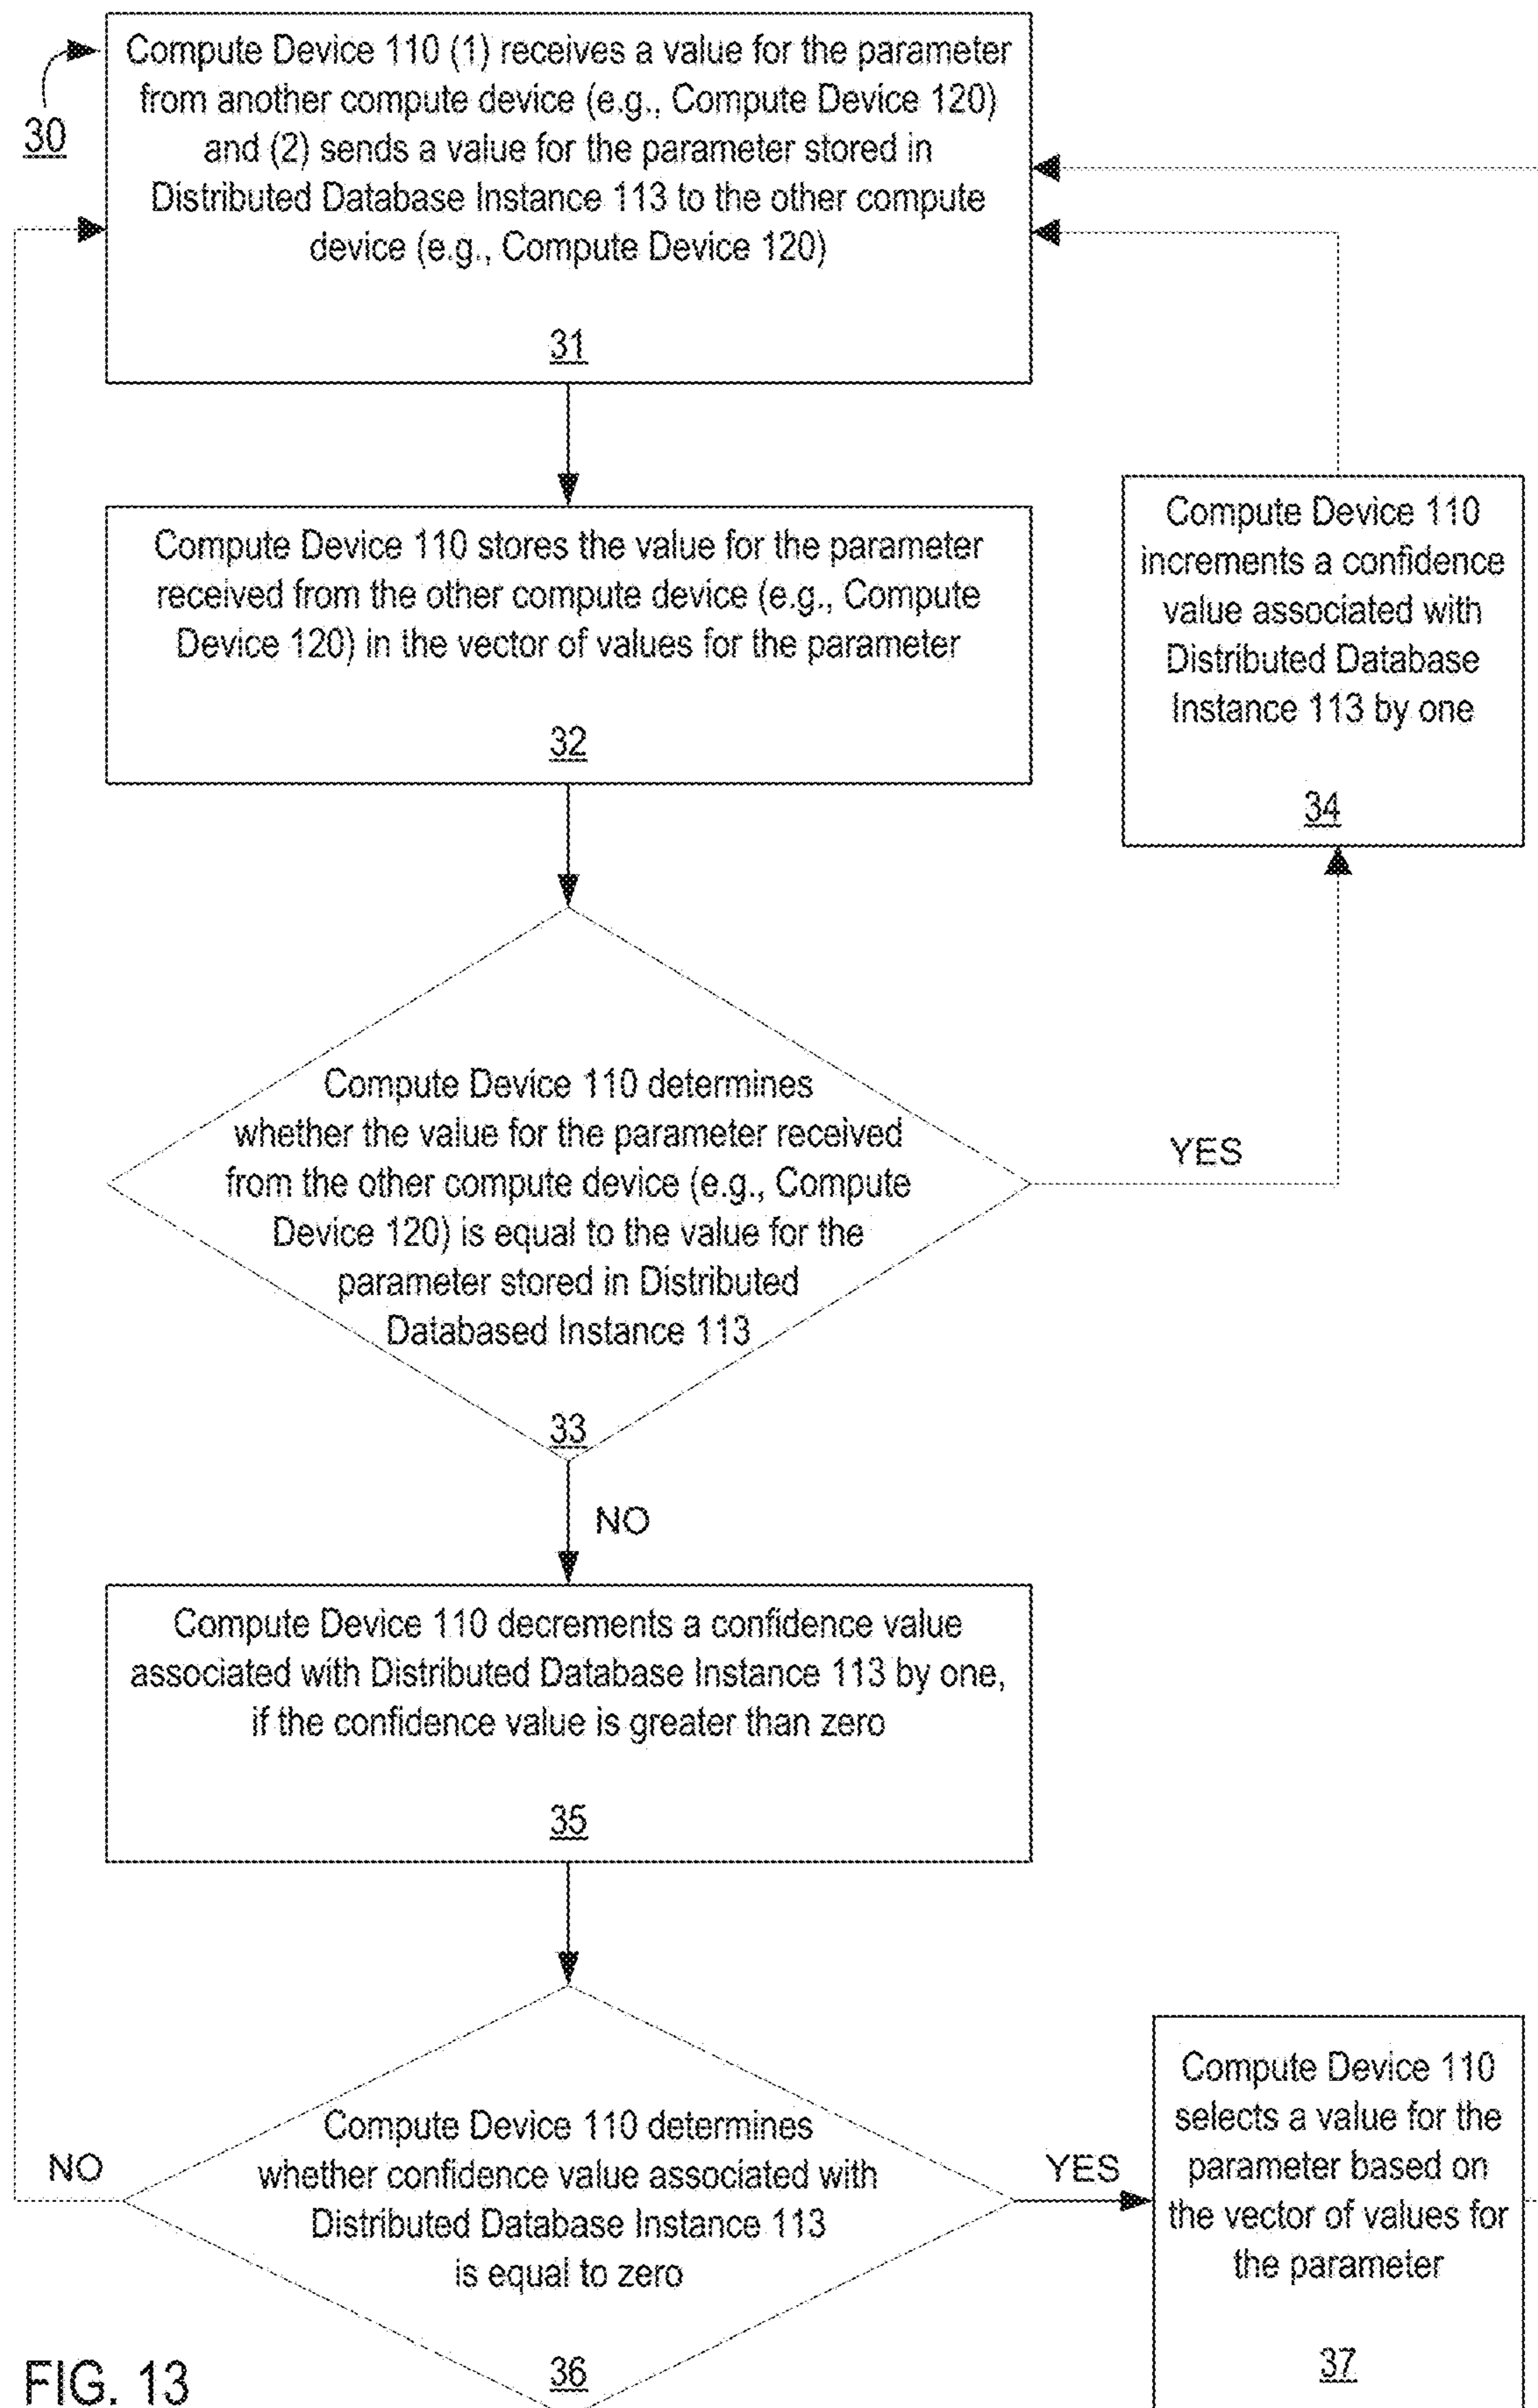 30
Compute Device 110 (1) receives a value for the parameter
from another compute device (e.g., Compute Device 120)
and (2) sends a value for the parameter stored in
Distributed Database Instance 113 to the other compute
device (e.g., Compute Device 120)
31
Compute Device 110 stores the value for the parameter
received from the other compute device (e.g., Compute
Device 120) in the vector of values for the parameter
32
Compute Device 110
increments a confidence
value associated with
Distributed Database
Instance 113 by one
34
Compute Device 110 determines
whether the value for the parameter received
from the other compute device (e.g., Compute
Device 120) is equal to the value for the
parameter stored in Distributed
Databased Instance 113
33
YES
NO
Compute Device 110 decrements a confidence value
associated with Distributed Database Instance 113 by one,
if the confidence value is greater than zero
35
Compute Device 110 determines
whether confidence value associated with
Distributed Database Instance 113
is equal to zero
36
NO
YES
Compute Device 110
selects a value for the
parameter based on
the vector of values for
the parameter
37
FIG. 13